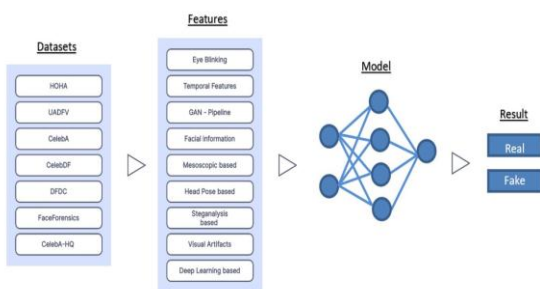 Datasets
HOHA
UADFV
CelebA
CelebDF
DFDC
FaceForensics
CelebA-HQ
Features
Eye Blinking
Temporal Features
GAN - Pipeline
Facial Information
Mesoscopic based
Head Pose based
Steganalysis
based
Visual Artifacts
Deep Learning based
Model
Result
Real
Fake